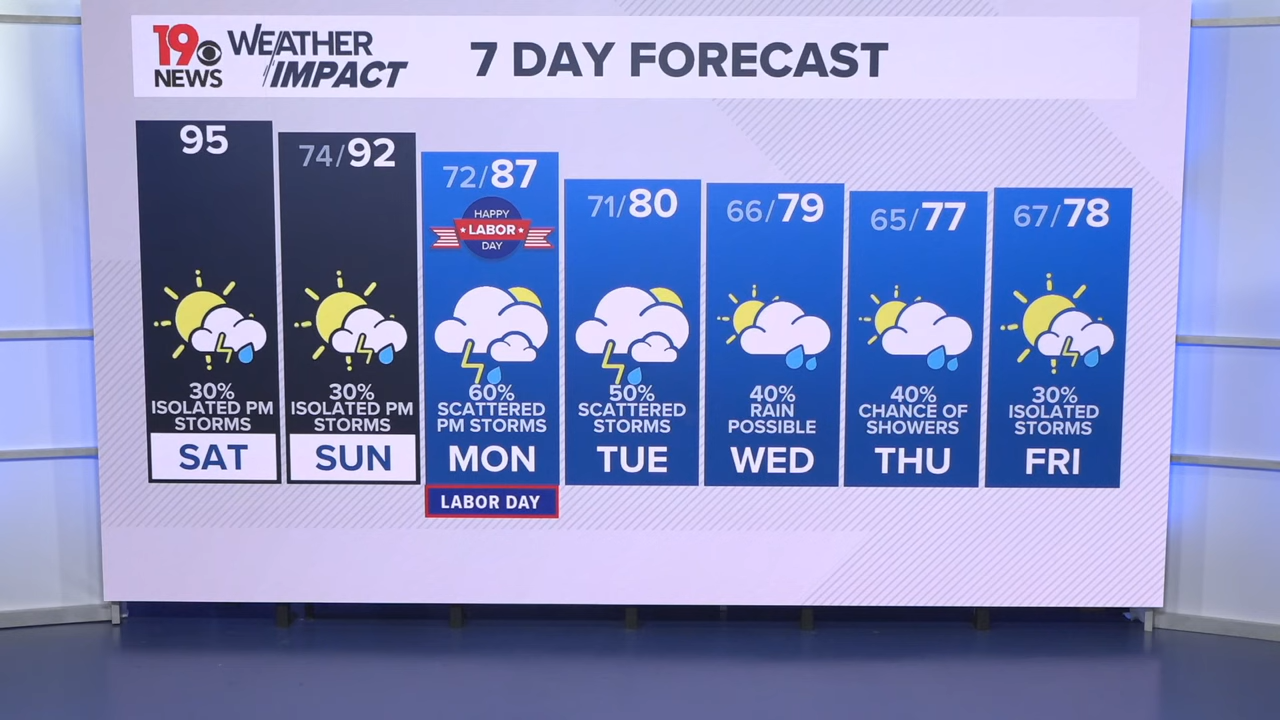 19 NEWS
WEATHER IMPACT
7 DAY FORECAST
95
30%
ISOLATED PM
STORMS
SAT
74/92
30%
ISOLATED PM
STORMS
SUN
72/87
HAPPY
LABOR
DAY
60%
SCATTERED
PM STORMS
MON
LABOR DAY
71/80
50%
SCATTERED
STORMS
TUE
66/79
40%
RAIN
POSSIBLE
WED
65/77
40%
CHANCE OF
SHOWERS
THU
67/78
30%
ISOLATED
STORMS
FRI